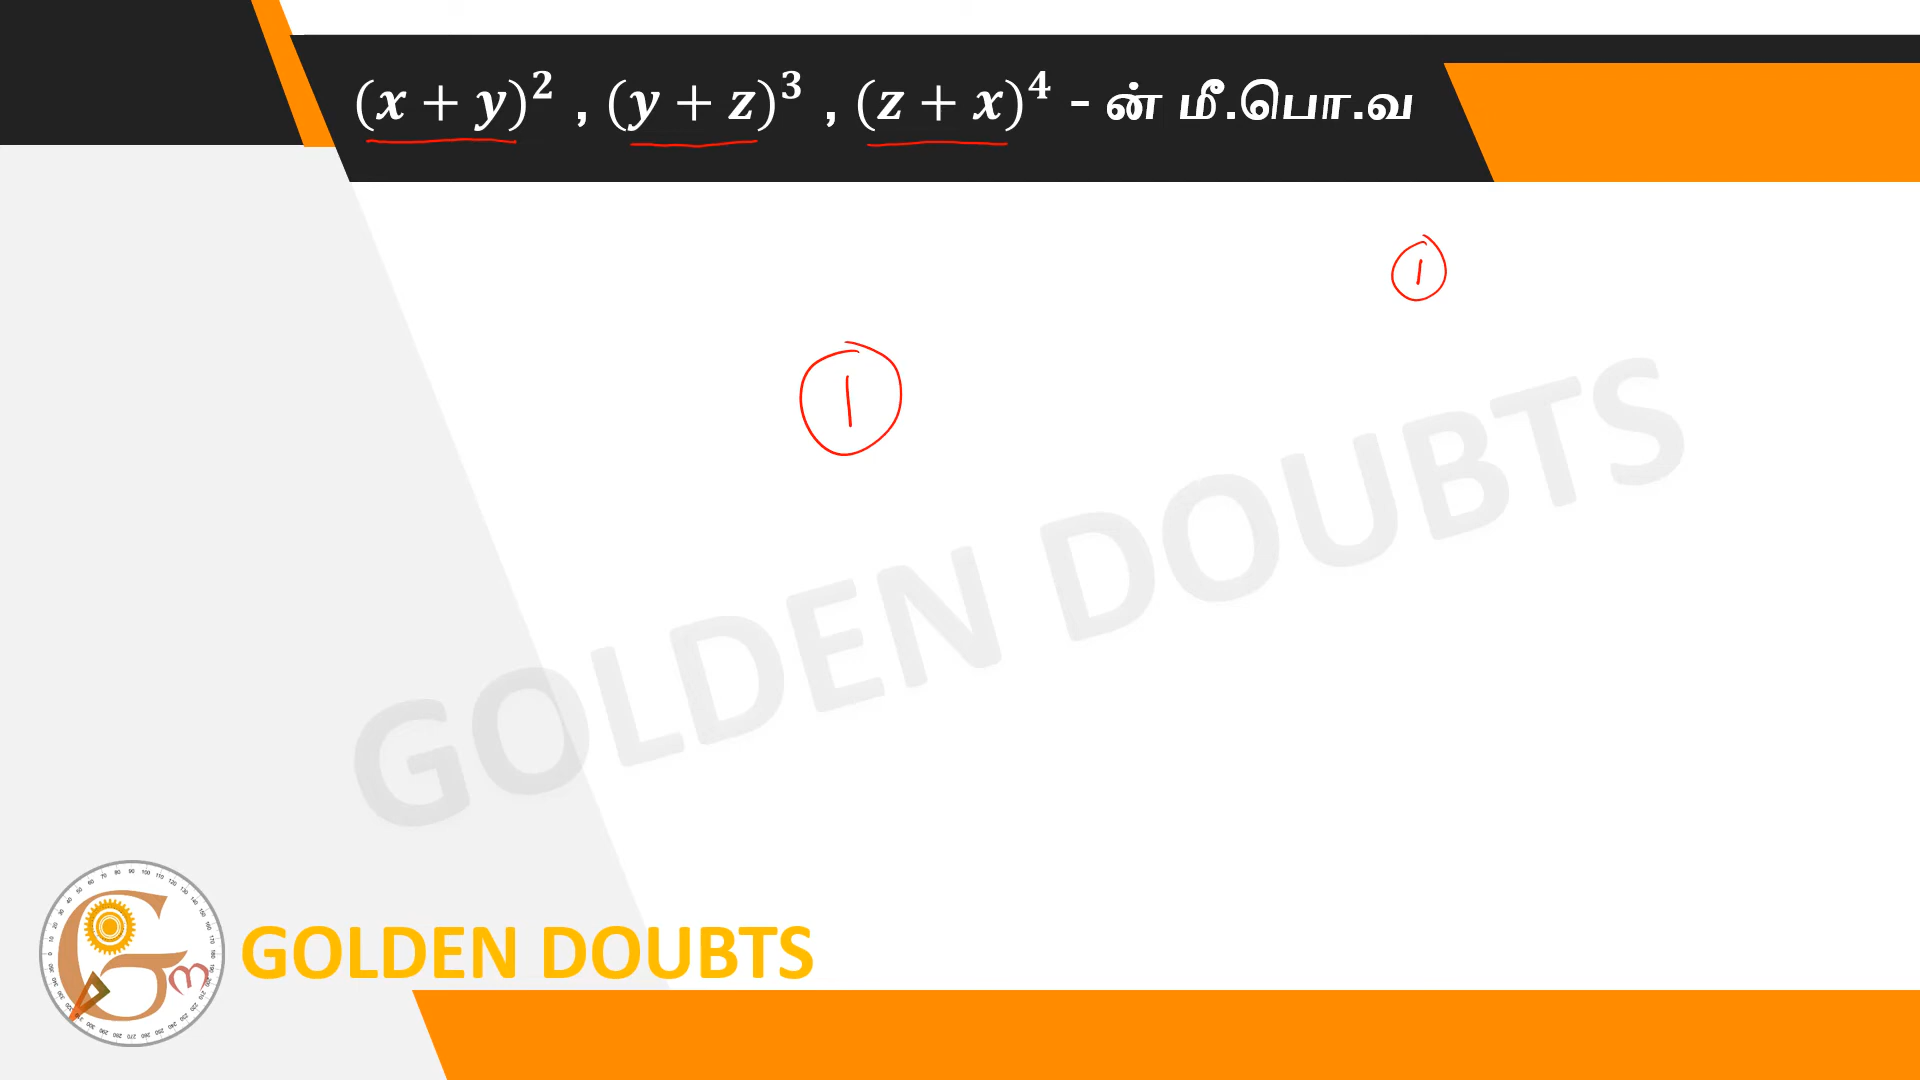 (x + y)² , (y + z)³ , (z + x)⁴ - ன் மீ.பொ.வ
1
1
GOLDEN DOUBTS
GOLDEN DOUBTS